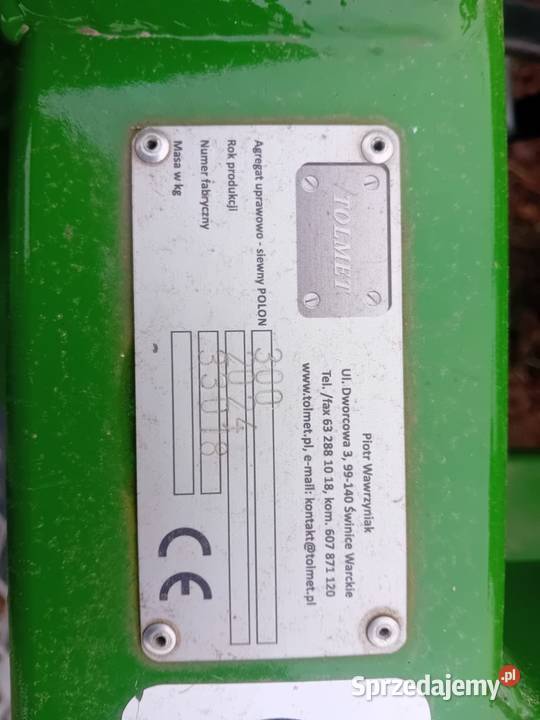 TOLMET
Piotr Wawrzyniak
Ul. Dworcowa 3, 99-140 Świnice Warckie
Tel. /fax 63 288 10 18, kom. 607 871 120
www.tolmet.pl, e-mail: kontakt@tolmet.pl
Agregat uprawowo - siewny POLON 300
Rok produkcji 2024
Numer fabryczny 33018
Masa w kg
CE
Sprzedajemy.pl